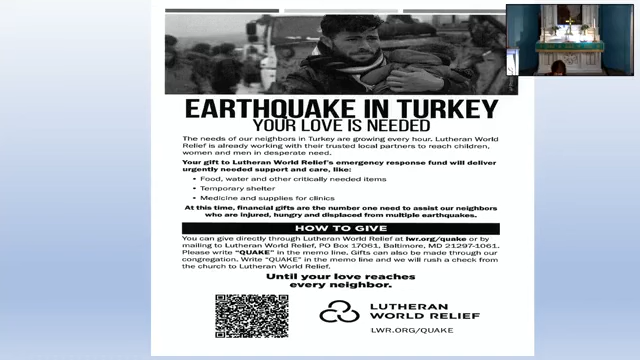 EARTHQUAKE IN TURKEY
YOUR LOVE IS NEEDED
The needs of our neighbors in Turkey are growing every hour. Lutheran World
Relief is already working with their trusted local partners to reach children,
women and men in desperate need.
Your gift to Lutheran World Relief's emergency response fund will deliver
urgently needed support and care, like:
• Food, water and other critically needed items
• Temporary shelter
• Medicine and supplies for clinics
At this time, financial gifts are the number one need to assist our neighbors
who are injured, hungry and displaced from multiple earthquakes.
HOW TO GIVE
You can give directly through Lutheran World Relief at lwr.org/quake or by
mailing to Lutheran World Relief, PO Box 17061, Baltimore, MD 21297-1061.
Please write "QUAKE" in the memo line. Gifts can also be made through our
congregation. Write "QUAKE" in the memo line and we will rush a check from
the church to Lutheran World Relief.
Until your love reaches
every neighbor.
LUTHERAN
WORLD RELIEF
LWR.ORG/QUAKE